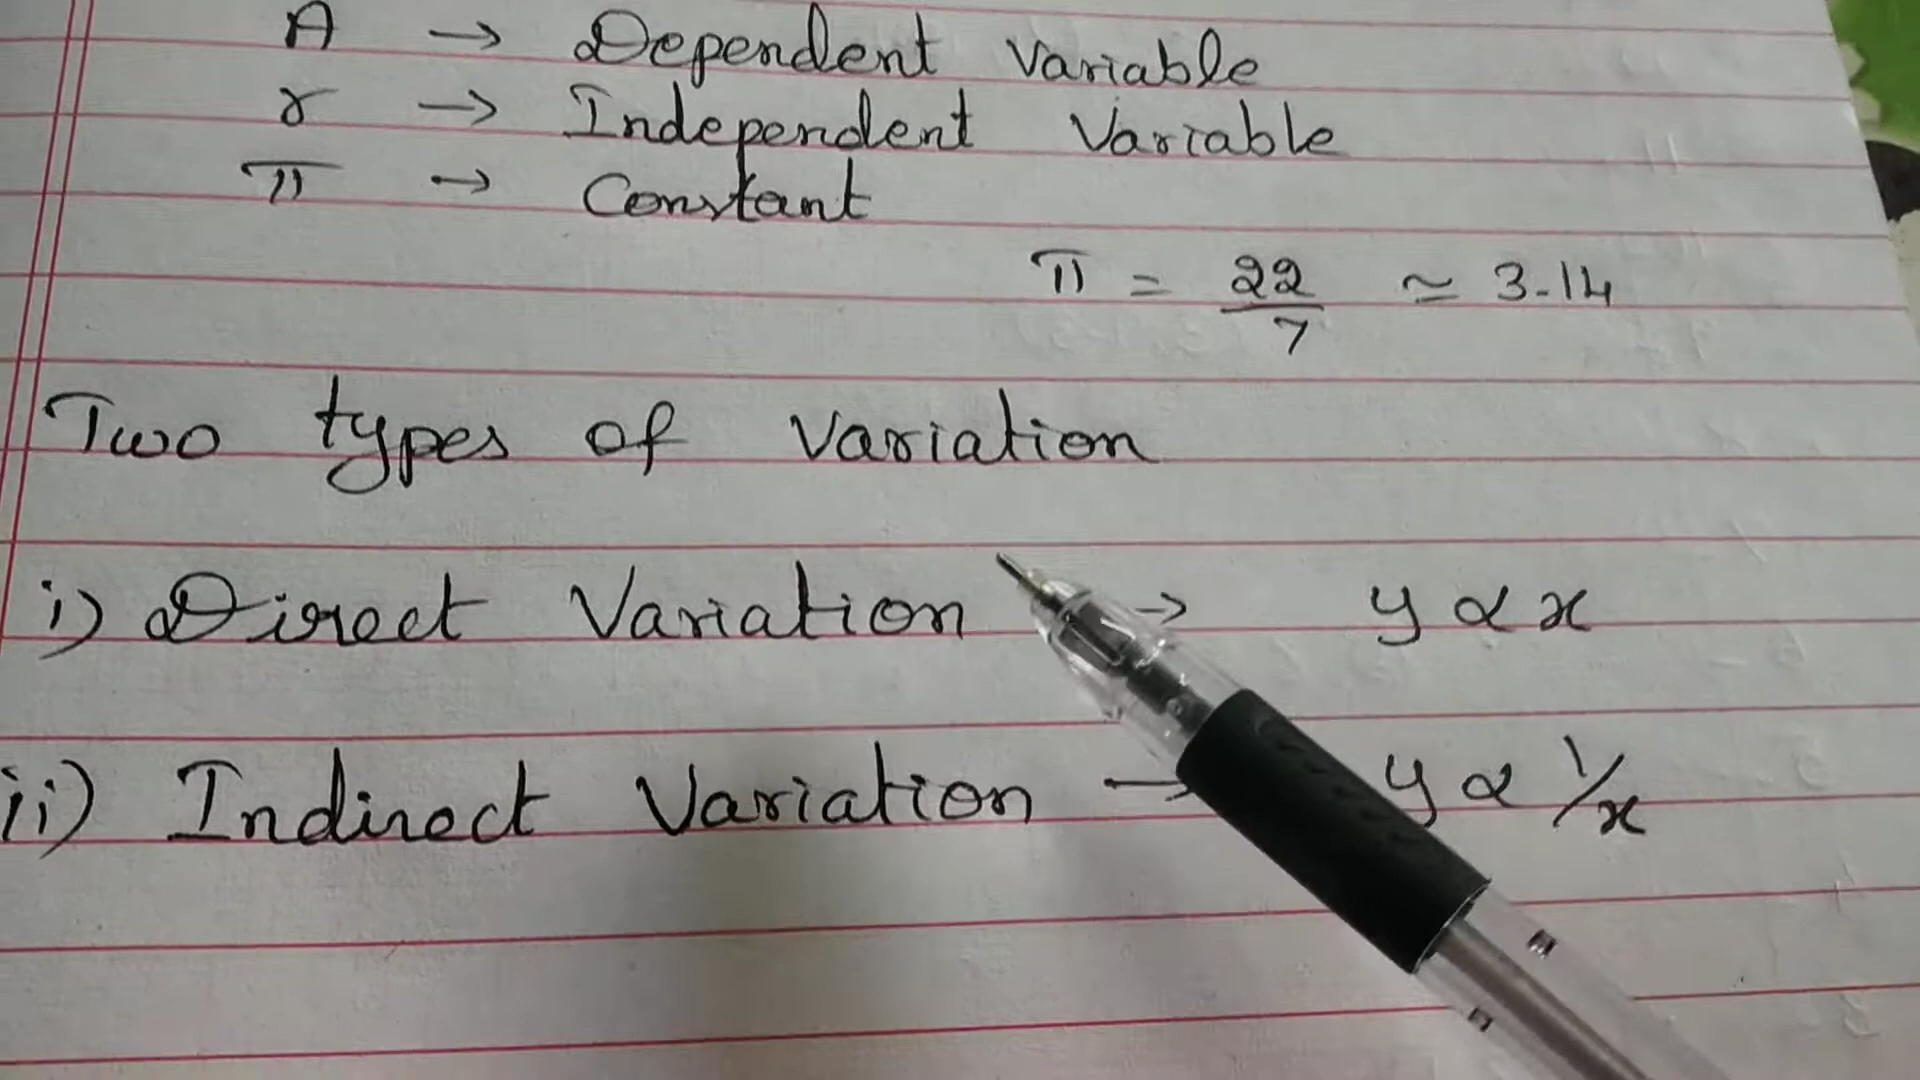 A → Dependent Variable
r → Independent Variable
π → Constant
π = 22/7 ≃ 3.14
Two types of Variation
i) Direct Variation → y ∝ x
ii) Indirect Variation → y ∝ 1/x